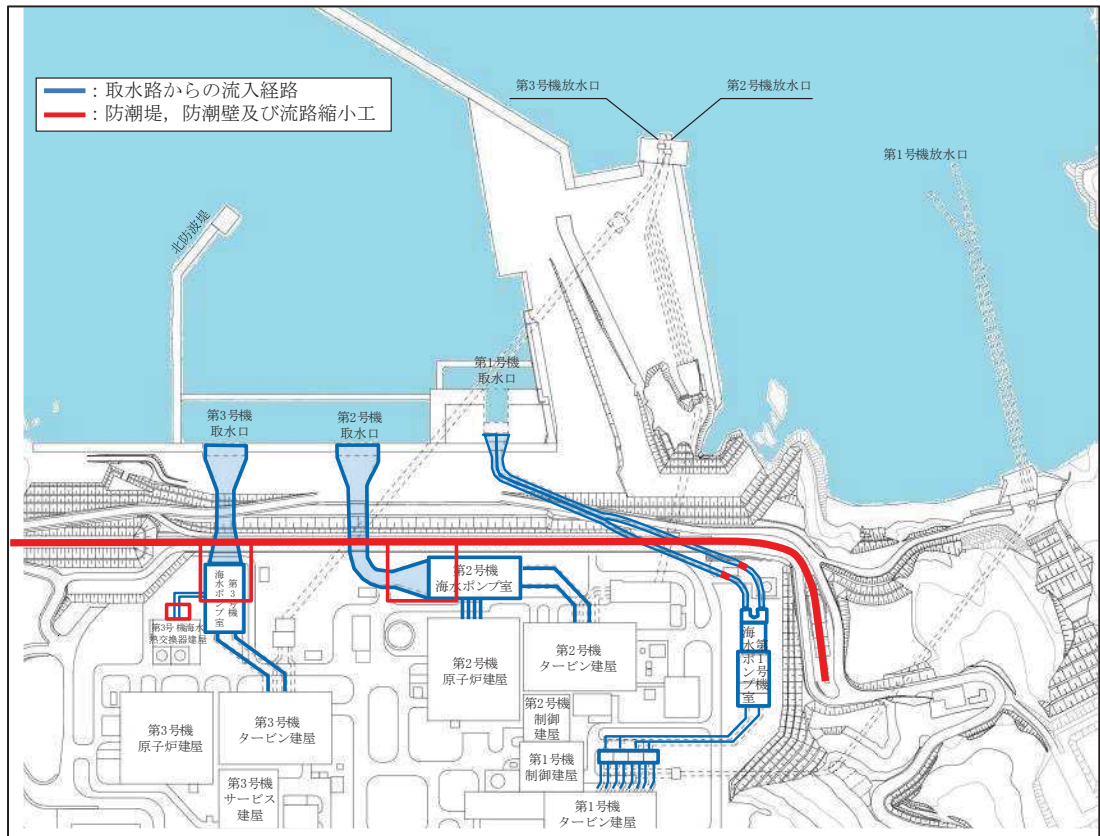 ：取水路からの流入経路
：防潮堤，防潮壁及び流路縮小工
第3号機放水口
第2号機放水口
第1号機放水口
北防波堤
第1号機
取水口
第3号機
取水口
第2号機
取水口
第3号機
海水ポンプ室
第2号機
海水ポンプ室
第3号機海水
熱交換器建屋
第1号機
海水ポンプ室
第2号機
タービン建屋
第2号機
原子炉建屋
第2号機
制御
建屋
第3号機
原子炉建屋
第3号機
タービン建屋
第1号機
制御建屋
第3号機
サービス
建屋
第1号機
タービン建屋